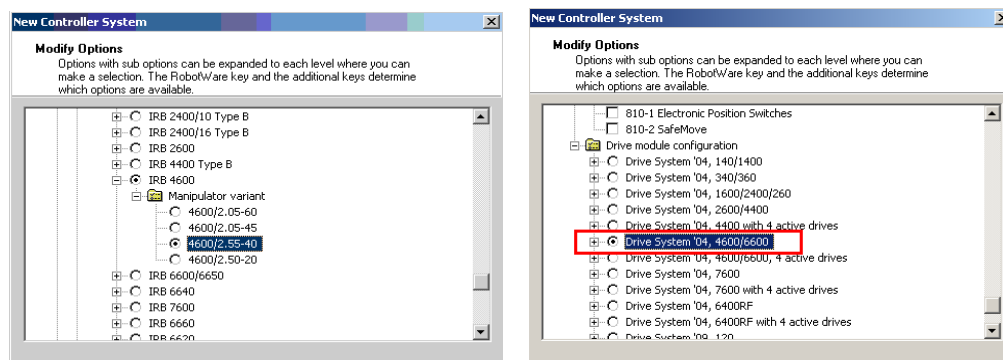 New Controller System
Modify Options
Options with sub options can be expanded to each level where you can
make a selection. The RobotWare key and the additional keys determine
which options are available.
IRB 2400/10 Type B
IRB 2400/16 Type B
IRB 2600
IRB 4400 Type B
IRB 4600
Manipulator variant
4600/2.05-60
4600/2.05-45
4600/2.55-40
4600/2.50-20
IRB 6600/6650
IRB 6640
IRB 7600
IRB 6660
IRB 6620
New Controller System
Modify Options
Options with sub options can be expanded to each level where you can
make a selection. The RobotWare key and the additional keys determine
which options are available.
810-1 Electronic Position Switches
810-2 SafeMove
Drive module configuration
Drive System '04, 140/1400
Drive System '04, 340/360
Drive System '04, 1600/2400/260
Drive System '04, 2600/4400
Drive System '04, 4400 with 4 active drives
Drive System '04, 4600/6600
Drive System '04, 4600/6600, 4 active drives
Drive System '04, 7600
Drive System '04, 7600 with 4 active drives
Drive System '04, 6400RF
Drive System '04, 6400RF with 4 active drives
Drive System '09, 120